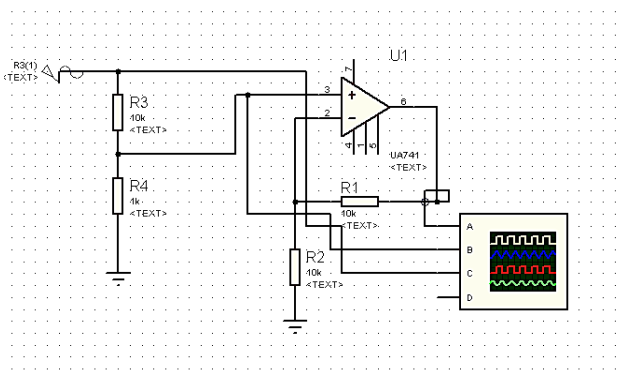 U1
R3(1)
<TEXT>
7
3
6
2
R3
10k
<TEXT>
4
1
5
UA741
<TEXT>
R4
1k
<TEXT>
R1
10k
<TEXT>
A
R2
10k
<TEXT>
B
C
D